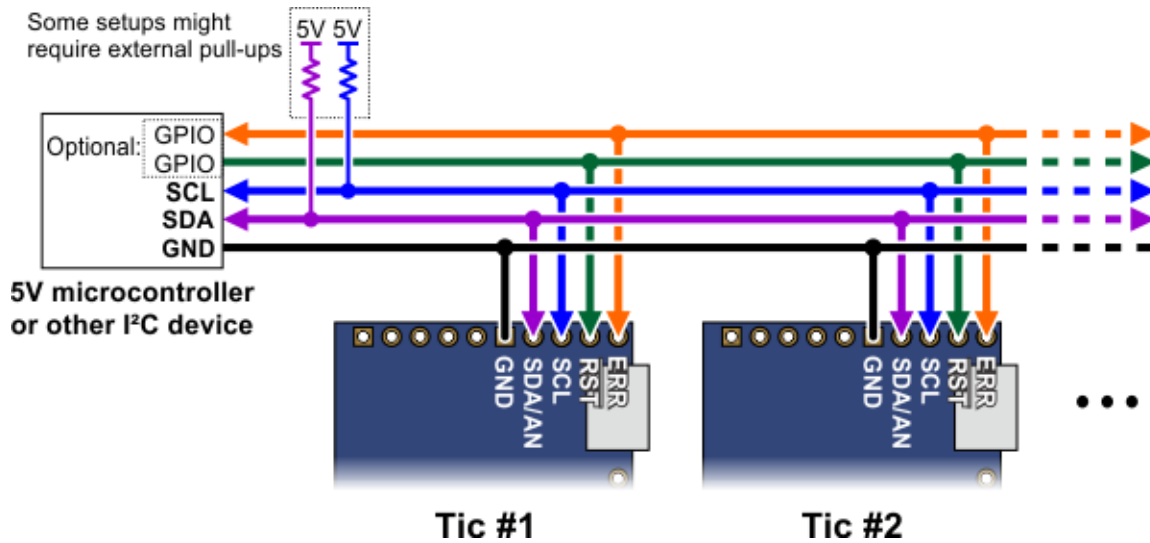 Some setups might
require external pull-ups
5V 5V
Optional: GPIO
GPIO
SCL
SDA
GND
5V microcontroller
or other I²C device
GND
SDA/AN
SCL
RST
ERR
GND
SDA/AN
SCL
RST
ERR
Tic #1
Tic #2